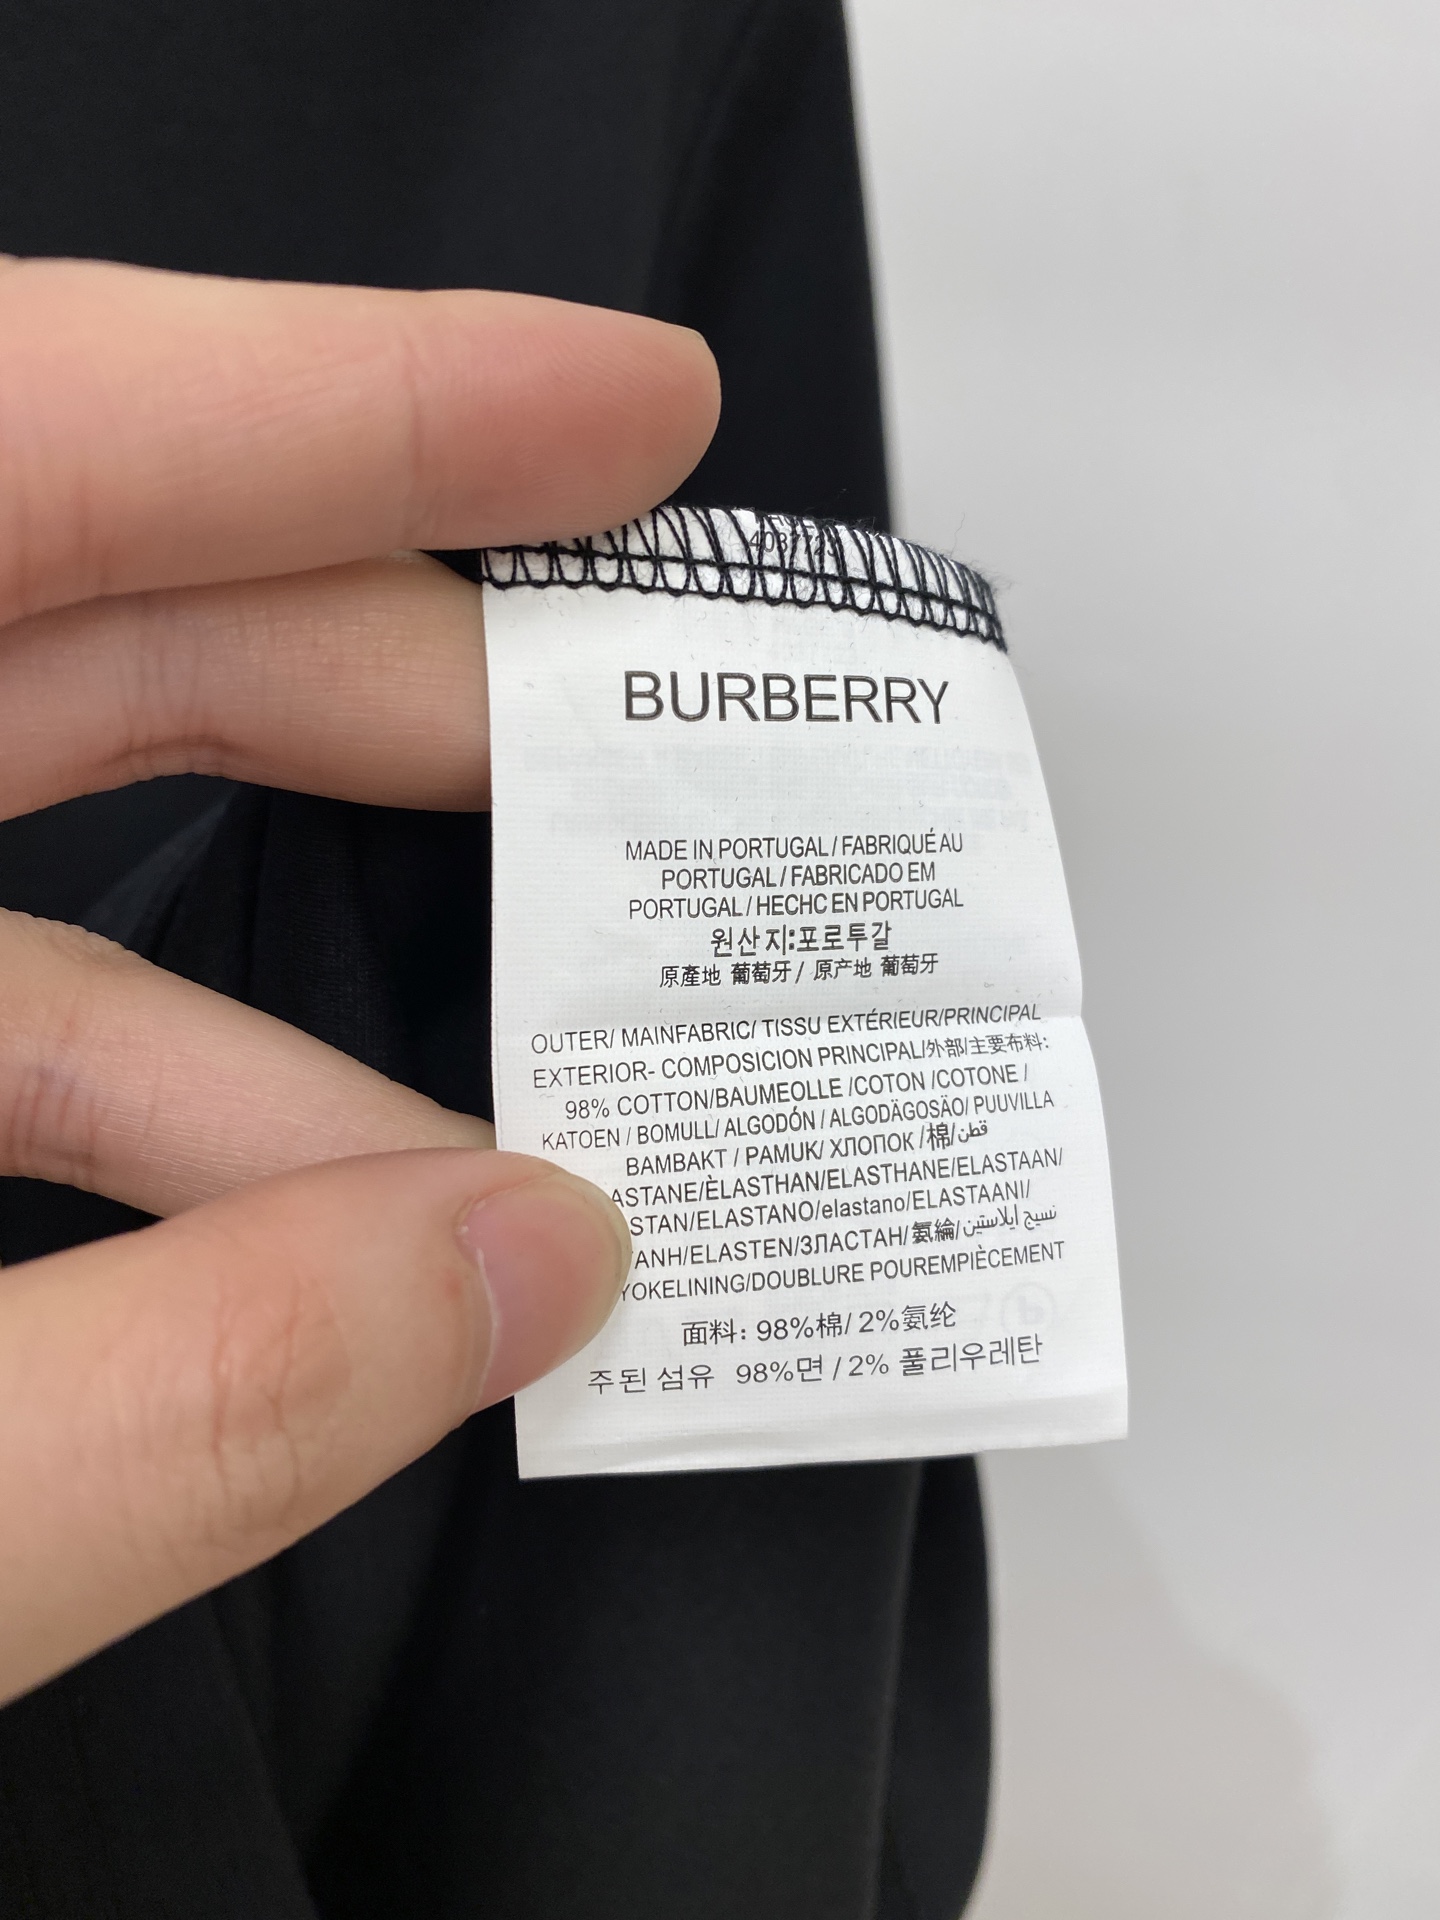 BURBERRY
MADE IN PORTUGAL / FABRIQUÉ AU
PORTUGAL / FABRICADO EM
PORTUGAL / HECHC EN PORTUGAL
원산지:포로투갈
原產地 葡萄牙 / 原产地 葡萄牙
OUTER/ MAINFABRIC/ TISSU EXTÉRIEUR/PRINCIPAL
EXTERIOR- COMPOSICION PRINCIPAL/外部/主要布料:
98% COTTON/BAUMEOLLE /COTON /COTONE /
KATOEN / BOMULL/ ALGODÓN / ALGODÄGOSÄO/ PUUVILLA
BAMBAKT / PAMUK/ ХЛОПОК /棉/قطن
ASTANE/ÈLASTHAN/ELASTHANE/ELASTAAN/
STAN/ELASTANO/elastano/ELASTAANI/
ANH/ELASTEN/ЗПАСТАН/氨綸/نسيج ايلاستين
YOKELINING/DOUBLURE POUREMPIÈCEMENT
面料: 98%棉/ 2%氨纶
주된 섬유 98%면 / 2% 폴리우레탄